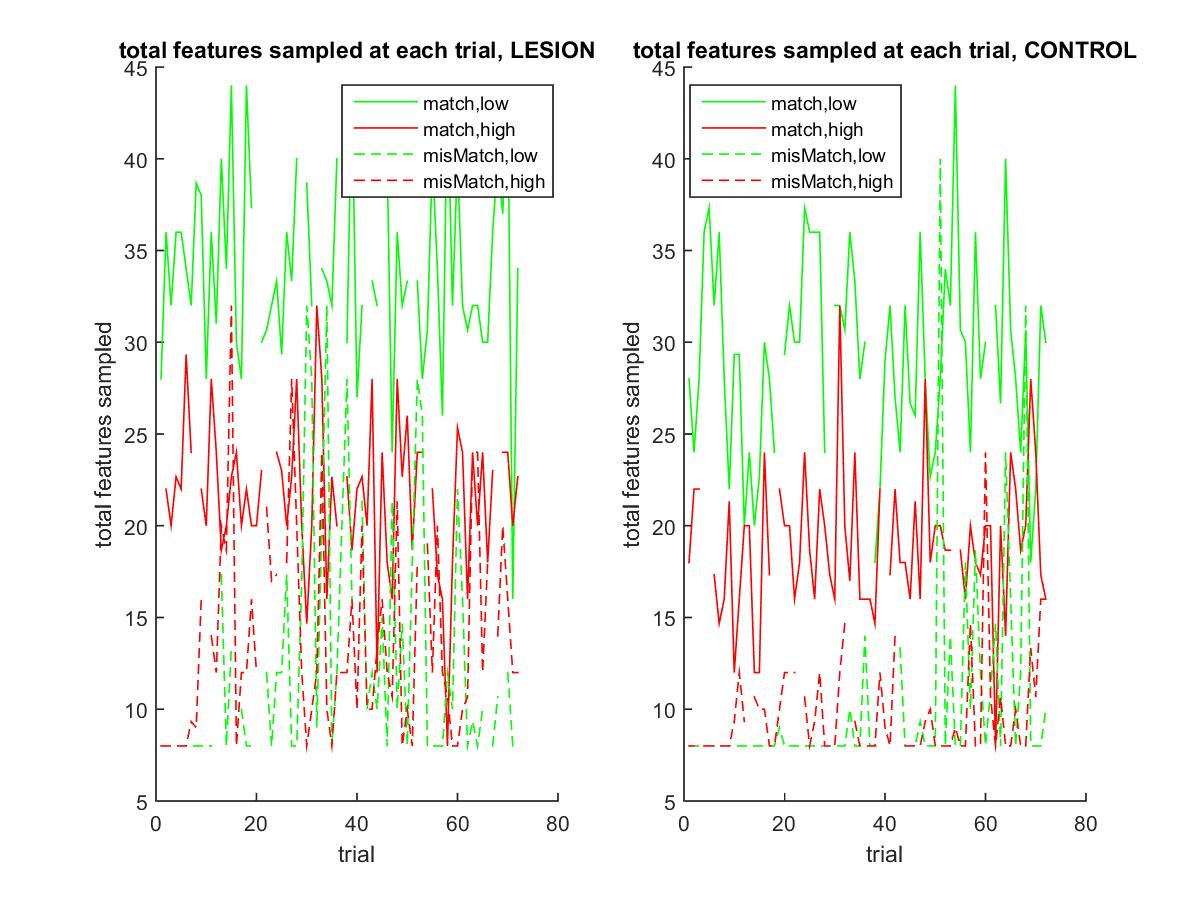 total features sampled at each trial, LESION
total features sampled
45
40
35
30
25
20
15
10
5
0
20
40
60
80
trial
match,low
match,high
misMatch,low
misMatch,high
total features sampled at each trial, CONTROL
total features sampled
45
40
35
30
25
20
15
10
5
0
20
40
60
80
trial
match,low
match,high
misMatch,low
misMatch,high